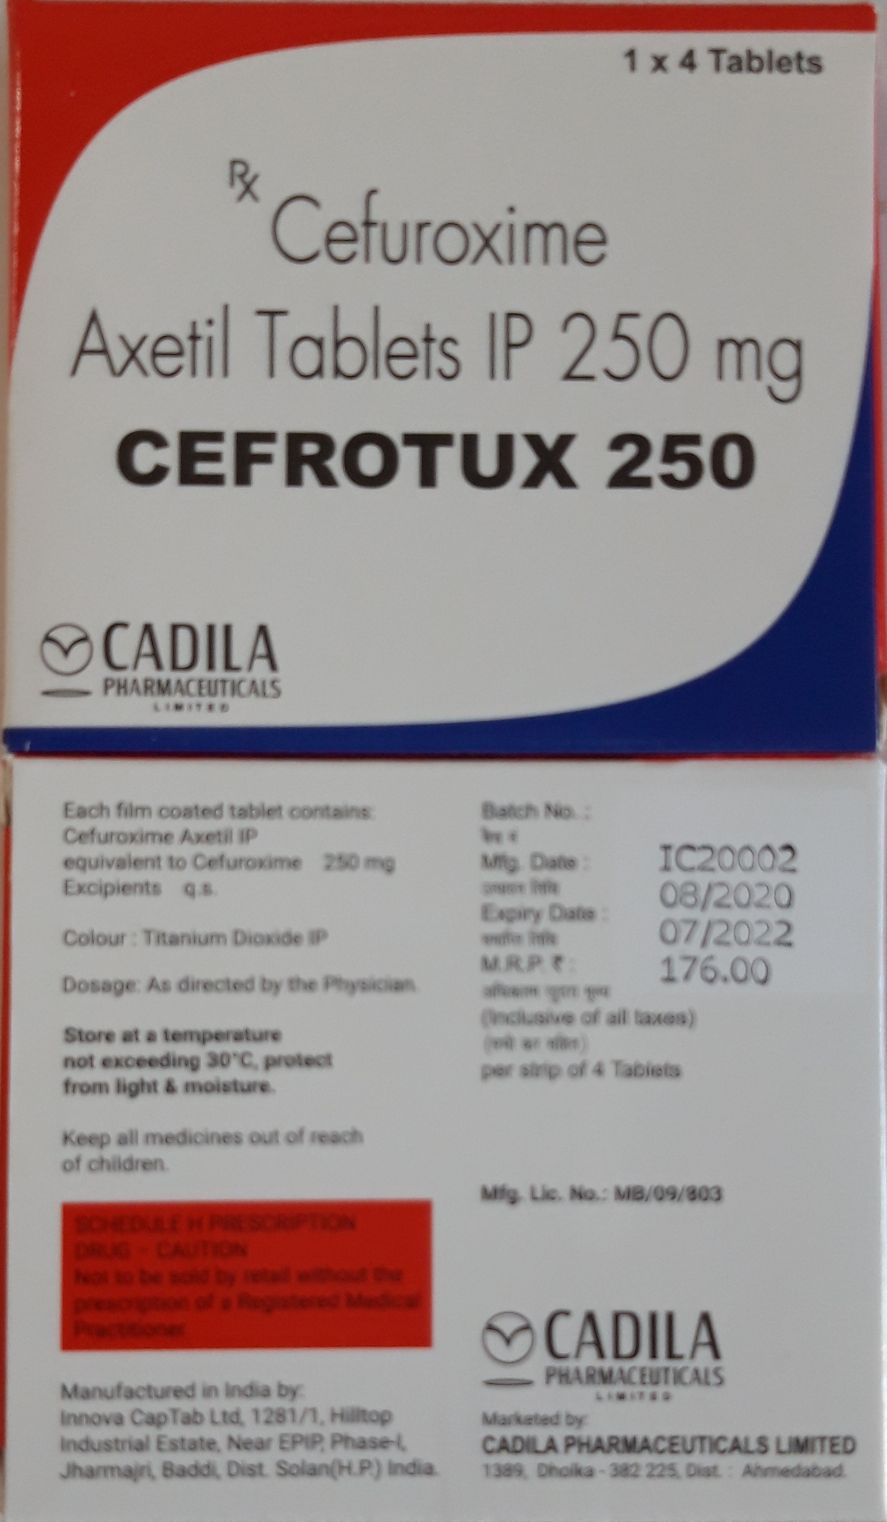 1 x 4 Tablets
Rx Cefuroxime
Axetil Tablets IP 250 mg
CEFROTUX 250
CADILA
PHARMACEUTICALS
LIMITED
Each film coated tablet contains:
Cefuroxime Axetil IP
equivalent to Cefuroxime 250 mg
Excipients q.s.
Colour : Titanium Dioxide IP
Dosage: As directed by the Physician.
Store at a temperature
not exceeding 30°C, protect
from light & moisture.
Keep all medicines out of reach
of children.
SCHEDULE H PRESCRIPTION
DRUG - CAUTION
Not to be sold by retail without the
prescription of a Registered Medical
Practitioner.
Manufactured in India by:
Innova CapTab Ltd, 1281/1, Hilltop
Industrial Estate, Near EPIP, Phase-I,
Jharmajri, Baddi, Dist. Solan(H.P.) India.
Batch No. :
IC20002
Mfg. Date :
08/2020
Expiry Date :
07/2022
M.R.P. ₹ :
176.00
(Inclusive of all taxes)
per strip of 4 Tablets
Mfg. Lic. No.: MB/09/803
CADILA
PHARMACEUTICALS
LIMITED
Marketed by:
CADILA PHARMACEUTICALS LIMITED
1389, Dholka - 382 225, Dist. : Ahmedabad.